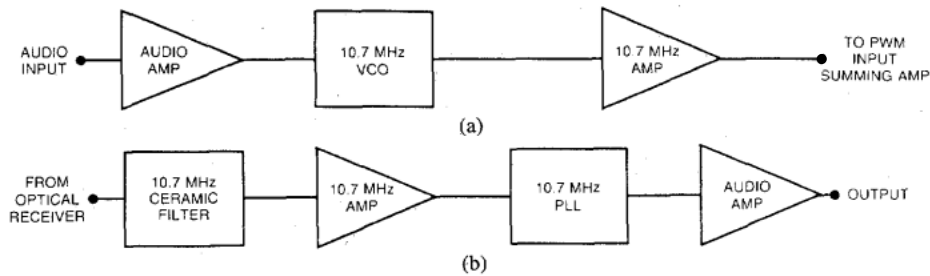 AUDIO
INPUT
AUDIO
AMP
10.7 MHz
VCO
10.7 MHz
AMP
TO PWM
INPUT
SUMMING AMP
(a)
FROM
OPTICAL
RECEIVER
10.7 MHz
CERAMIC
FILTER
10.7 MHz
AMP
10.7 MHz
PLL
AUDIO
AMP
OUTPUT
(b)